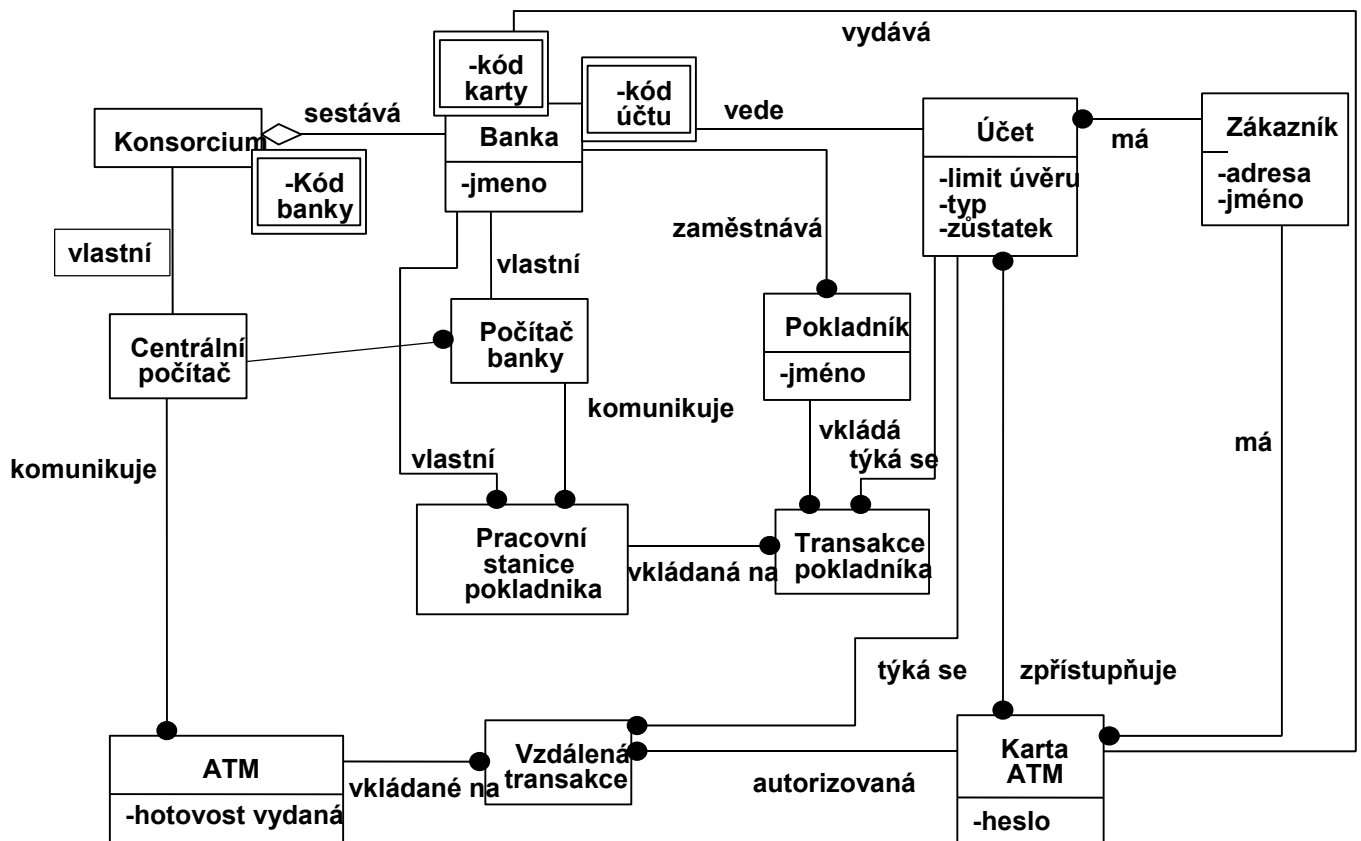 vydává
-kód
karty
-kód
účtu
sestává
vede
Konsorcium
Banka
-jmeno
Účet
-limit úvěru
-typ
-zůstatek
má
Zákazník
-adresa
-jméno
-Kód
banky
vlastní
vlastní
zaměstnává
Centrální
počítač
Počítač
banky
Pokladník
-jméno
komunikuje
komunikuje
vlastní
vkládá
týká se
má
Pracovní
stanice
pokladnika
vkládaná na
Transakce
pokladníka
týká se
zpřístupňuje
ATM
-hotovost vydaná
vkládané na
Vzdálená
transakce
autorizovaná
Karta
ATM
-heslo